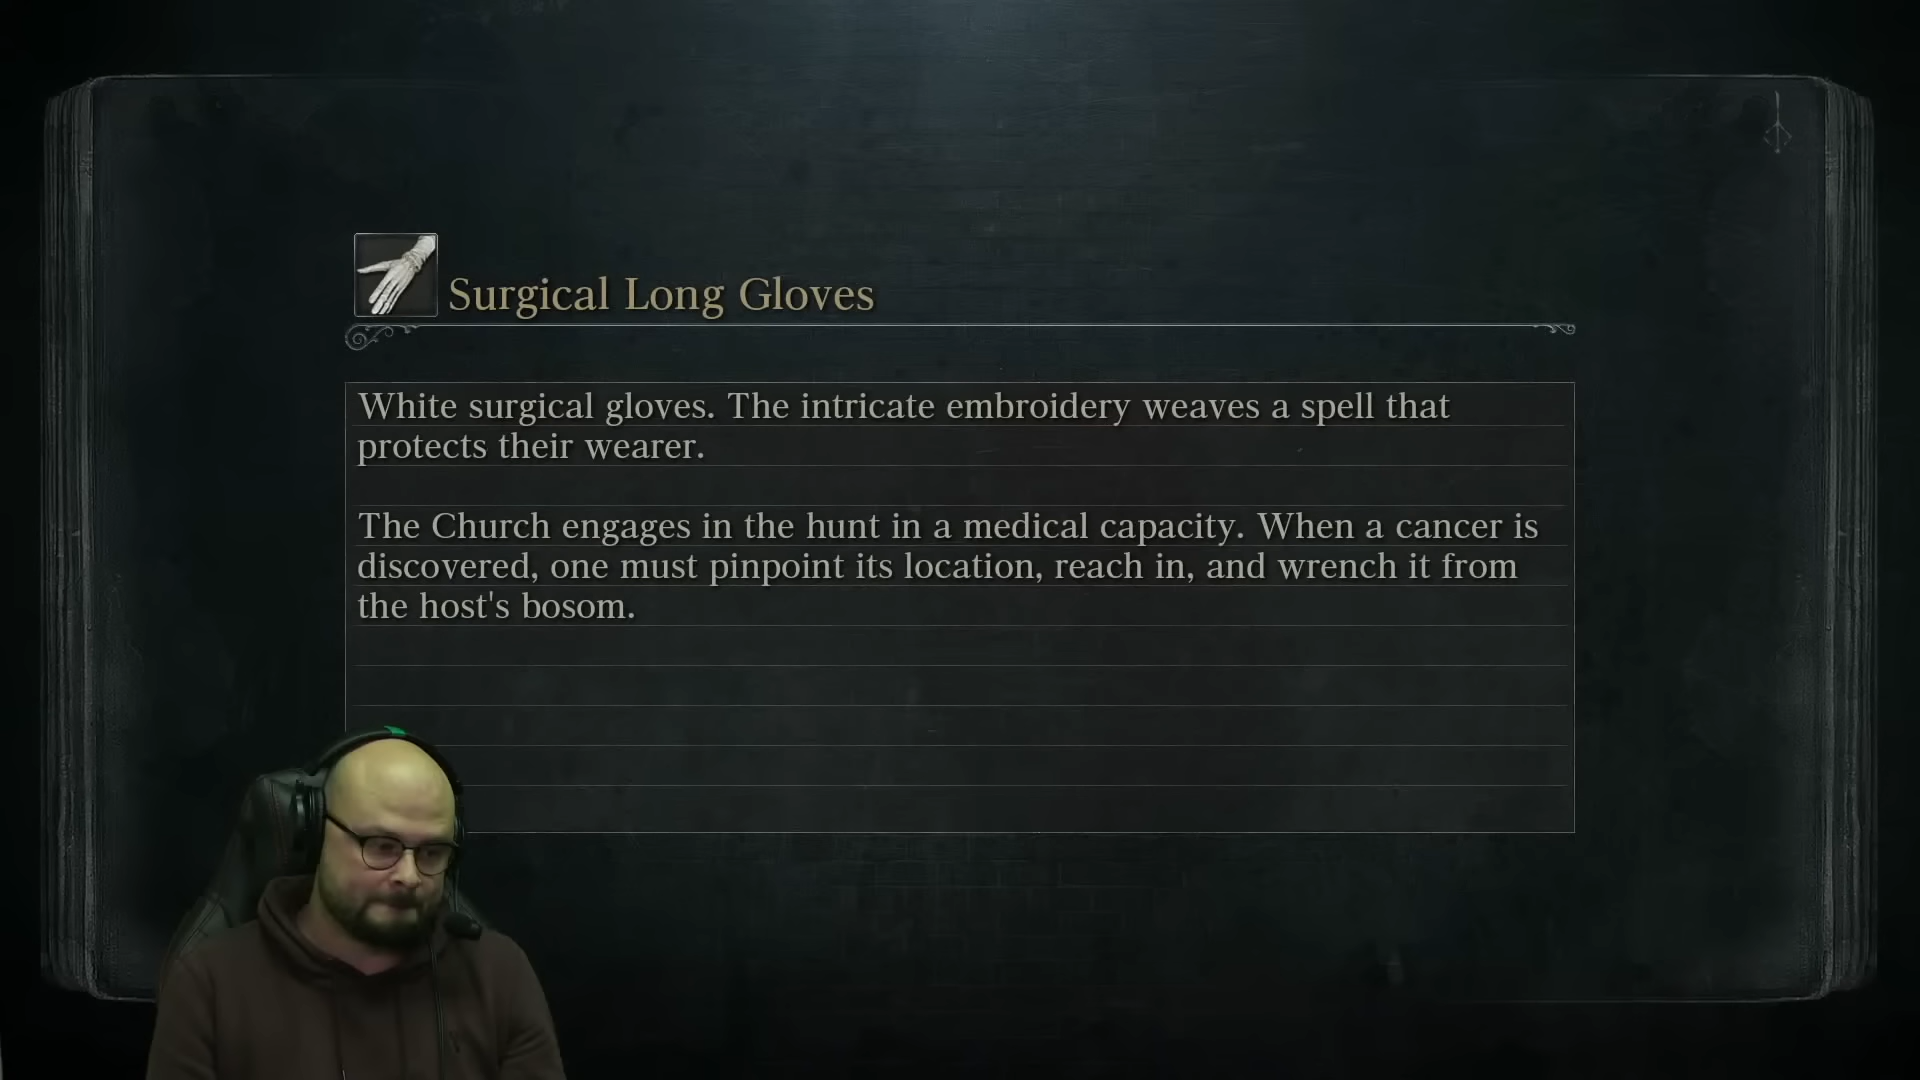 Surgical Long Gloves
White surgical gloves. The intricate embroidery weaves a spell that
protects their wearer.
The Church engages in the hunt in a medical capacity. When a cancer is
discovered, one must pinpoint its location, reach in, and wrench it from
the host's bosom.